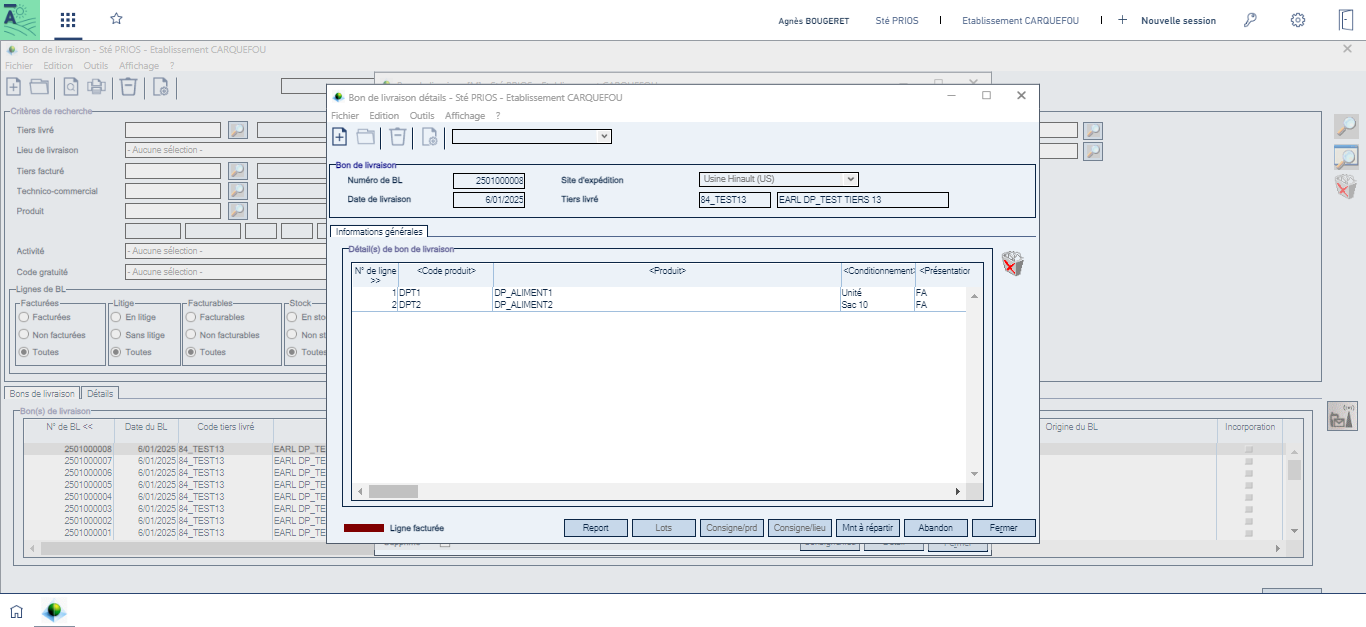 Agnès BOUGERET
Sté PRIOS
Etablissement CARQUEFOU
Nouvelle session
Bon de livraison - Sté PRIOS - Etablissement CARQUEFOU
Fichier Edition Outils Affichage ?
Critères de recherche
Tiers livré
Lieu de livraison - Aucune sélection -
Tiers facturé
Technico-commercial
Produit
Activité - Aucune sélection -
Code gratuité - Aucune sélection -
Lignes de BL
Facturées Litige Facturables Stock
Facturées En litige Facturables En sto
Non facturées Sans litige Non facturables Non st
Toutes Toutes Toutes Toutes
Bons de livraison Détails
Bon(s) de livraison
N° de BL << Date du BL Code tiers livré Origine du BL Incorporation
2501000008 6/01/2025 84_TEST13 EARL DP_TE
2501000007 6/01/2025 84_TEST13 EARL DP_TE
2501000006 6/01/2025 84_TEST13 EARL DP_TE
2501000005 6/01/2025 84_TEST13 EARL DP_TE
2501000004 6/01/2025 84_TEST13 EARL DP_TE
2501000003 6/01/2025 84_TEST13 EARL DP_TE
2501000002 6/01/2025 84_TEST13 EARL DP_TE
2501000001 6/01/2025 84_TEST13 EARL DP_TE
Bon de livraison détails - Sté PRIOS - Etablissement CARQUEFOU
Fichier Edition Outils Affichage ?
Bon de livraison
Numéro de BL 2501000008 Site d'expédition Usine Hinault (US)
Date de livraison 6/01/2025 Tiers livré 84_TEST13 EARL DP_TEST TIERS 13
Informations générales
Détail(s) de bon de livraison
N° de ligne >> <Code produit> <Produit> <Conditionnement> <Présentation
1 DPT1 DP_ALIMENT1 Unité FA
2 DPT2 DP_ALIMENT2 Sac 10 FA
Ligne facturée
Report Lots Consigne/prd Consigne/lieu Mnt à répartir Abandon Fermer